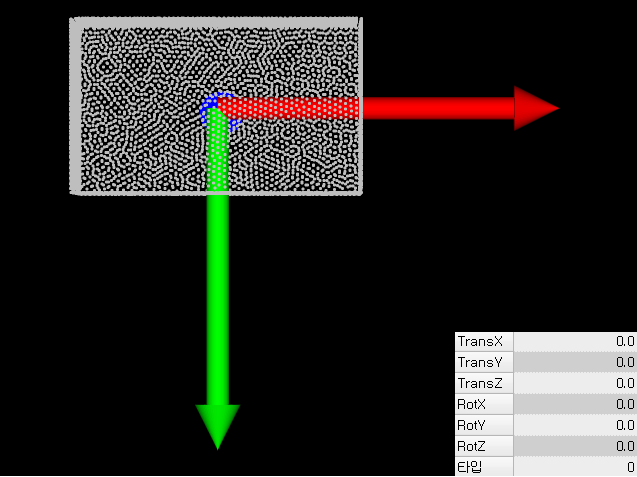 TransX 0.0
TransY 0.0
TransZ 0.0
RotX 0.0
RotY 0.0
RotZ 0.0
타입 0